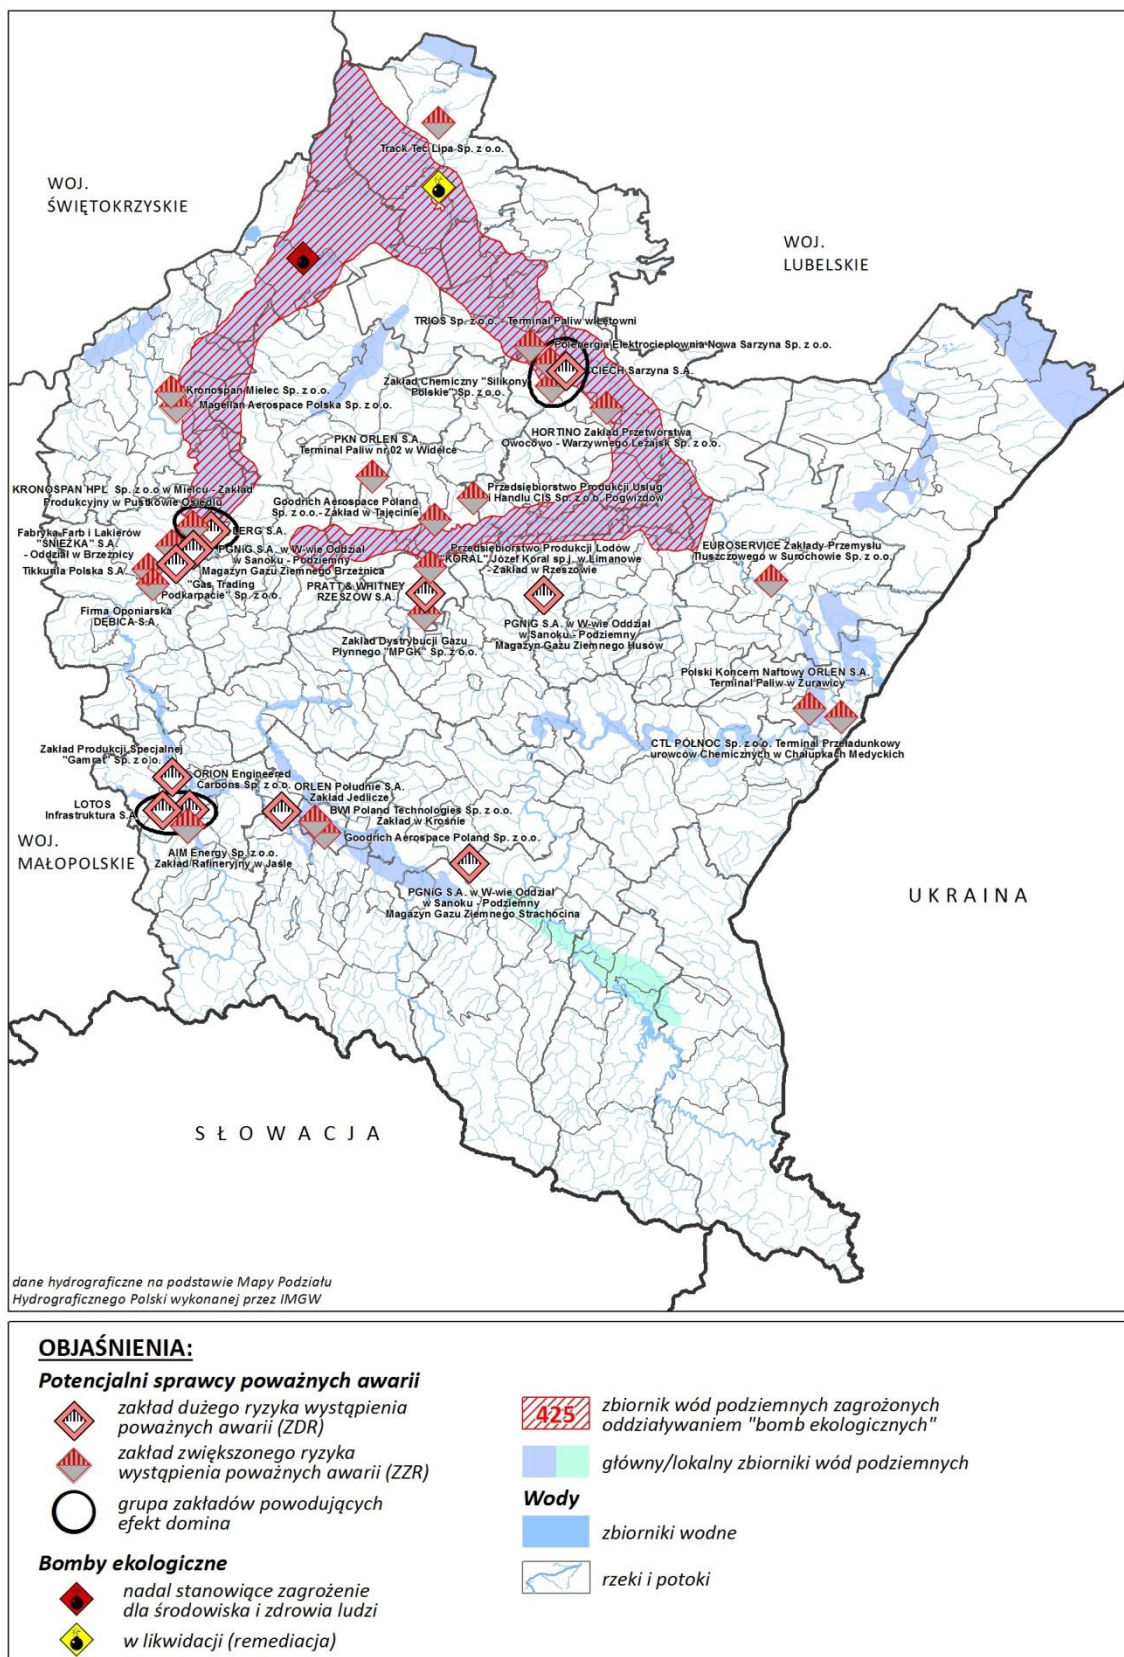 WOJ.
ŚWIĘTOKRZYSKIE
Track Tec Lipa Sp. z o.o.
WOJ.
LUBELSKIE
TRIOS Sp. z o.o. - Terminal Paliw w Łętowni
Polenergia Elektrociepłownia Nowa Sarzyna Sp. z o.o.
CIECH Sarzyna S.A.
Zakład Chemiczny "Silikony
Polskie" Sp. z o.o.
Kronospan Mielec Sp. z o.o.
Magellan Aerospace Polska Sp. z o.o.
HORTINO Zakład Przetwórstwa
Owocowo - Warzywnego Leżajsk Sp. z o.o.
PKN ORLEN S.A.
Terminal Paliw nr 02 w Widełce
KRONOSPAN HPL Sp. z o.o w Mielcu - Zakład
Produkcyjny w Pustkowie Osiedlu
Goodrich Aerospace Poland
Sp. z o.o.- Zakład w Tajęcinie
Przedsiębiorstwo Produkcji Usług
i Handlu CIS Sp. z o.o. Pogwizdów
LERG S.A.
Fabryka Farb i Lakierów
"ŚNIEŻKA" S.A.
- Oddział w Brzeźnicy
Tikkurila Polska S.A.
PGNiG S.A. w W-wie Oddział
w Sanoku - Podziemny
Magazyn Gazu Ziemnego Brzeźnica
"Gas Trading
Podkarpacie" Sp. z o.o.
Firma Oponiarska
DĘBICA S.A.
Przedsiębiorstwo Produkcji Lodów
"KORAL" Józef Koral sp.j. w Limanowe
- Zakład w Rzeszowie
PRATT & WHITNEY
RZESZÓW S.A.
EUROSERVICE Zakłady Przemysłu
Tłuszczowego w Surochowie Sp. z o.o.
PGNiG S.A. w W-wie Oddział
w Sanoku - Podziemny
Magazyn Gazu Ziemnego Husów
Zakład Dystrybucji Gazu
Płynnego "MPGK" Sp. z o.o.
Polski Koncern Naftowy ORLEN S.A.
Terminal Paliw w Żurawicy
CTL PÓŁNOC Sp. z o.o. Terminal Przeładunkowy
urowców Chemicznych w Chałupkach Medyckich
Zakład Produkcji Specjalnej
"Gamrat" Sp. z o.o.
ORION Engineered
Carbons Sp. z o.o.
ORLEN Południe S.A.
Zakład Jedlicze
LOTOS
Infrastruktura S.A.
BWI Poland Technologies Sp. z o.o.
Zakład w Krośnie
Goodrich Aerospace Poland Sp. z o.o.
WOJ.
MAŁOPOLSKIE
AIM Energy Sp. z o.o.
Zakład Rafineryjny w Jaśle
PGNiG S.A. w W-wie Oddział
w Sanoku - Podziemny
Magazyn Gazu Ziemnego Strachocina
UKRAINA
SŁOWACJA
dane hydrograficzne na podstawie Mapy Podziału
Hydrograficznego Polski wykonanej przez IMGW
OBJAŚNIENIA:
Potencjalni sprawcy poważnych awarii
zakład dużego ryzyka wystąpienia
poważnych awarii (ZDR)
zakład zwiększonego ryzyka
wystąpienia poważnych awarii (ZZR)
grupa zakładów powodujących
efekt domina
Bomby ekologiczne
nadal stanowiące zagrożenie
dla środowiska i zdrowia ludzi
w likwidacji (remediacja)
425
zbiornik wód podziemnych zagrożonych
oddziaływaniem "bomb ekologicznych"
główny/lokalny zbiorniki wód podziemnych
Wody
zbiorniki wodne
rzeki i potoki